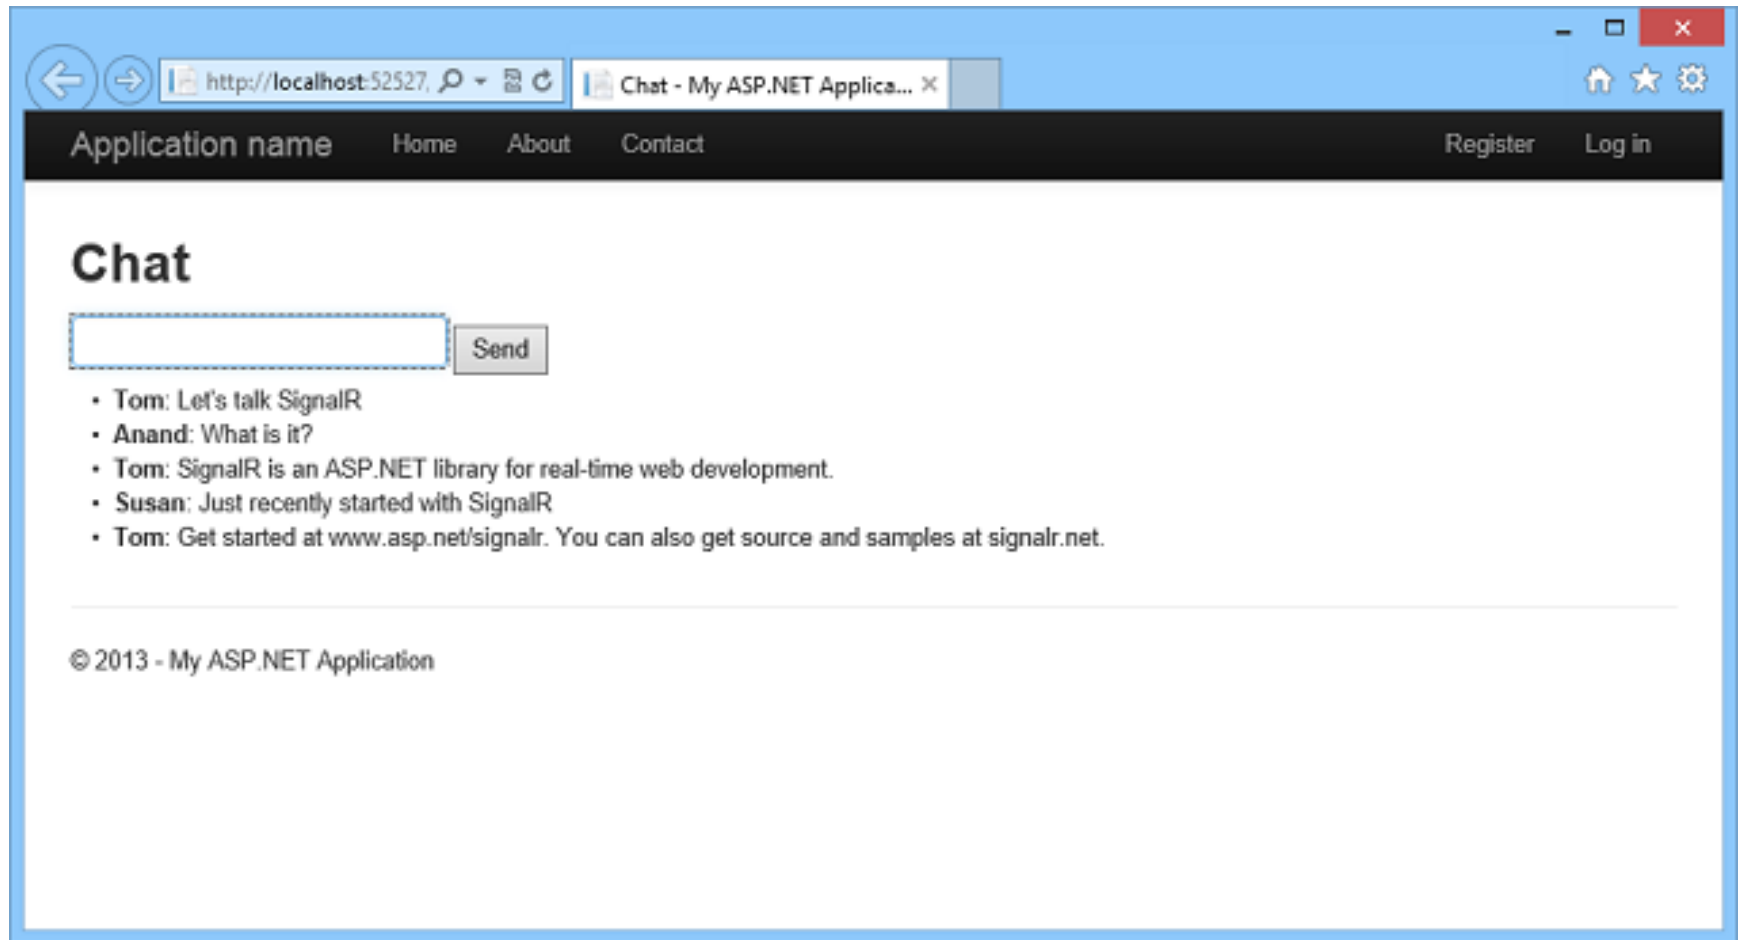 http://localhost:52527,
Chat - My ASP.NET Applica...
Application name Home About Contact Register Log in
Chat
Send
• Tom: Let's talk SignalR
• Anand: What is it?
• Tom: SignalR is an ASP.NET library for real-time web development.
• Susan: Just recently started with SignalR
• Tom: Get started at www.asp.net/signalr. You can also get source and samples at signalr.net.
© 2013 - My ASP.NET Application